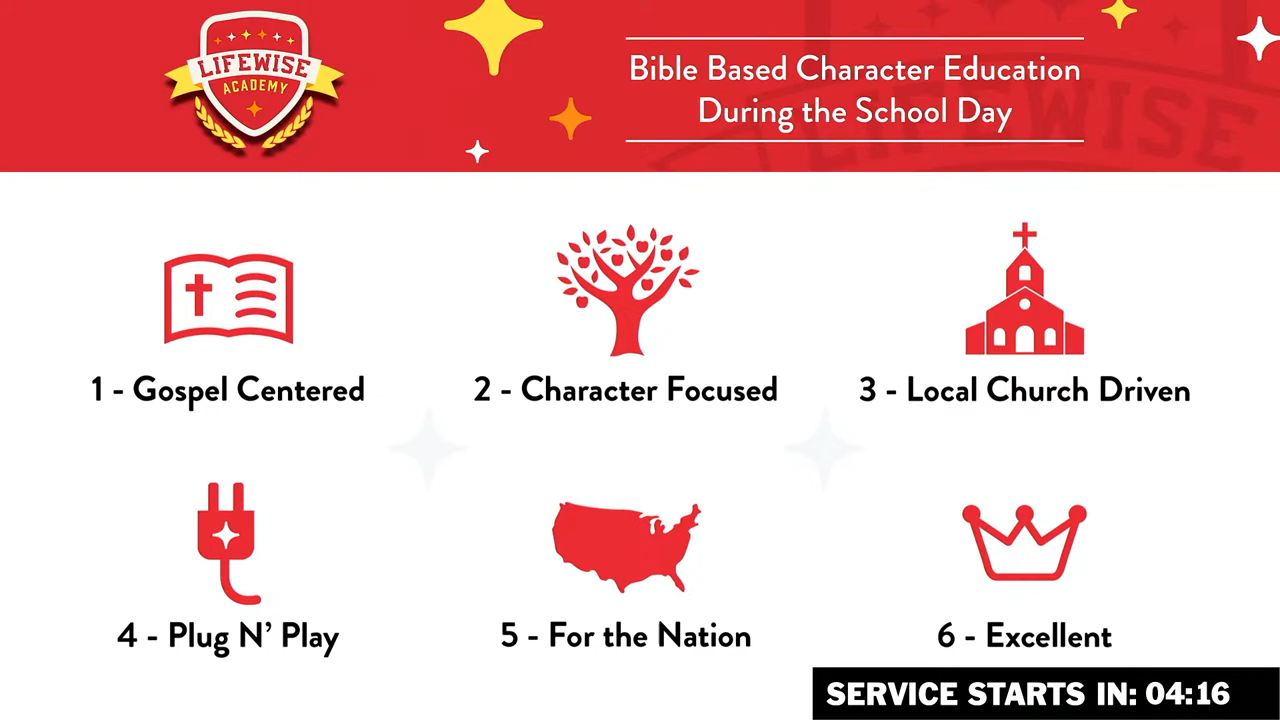 LIFEWISE
ACADEMY
Bible Based Character Education
During the School Day
LIFEWISE
1 - Gospel Centered
2 - Character Focused
3 - Local Church Driven
4 - Plug N’ Play
5 - For the Nation
6 - Excellent
SERVICE STARTS IN: 04:16